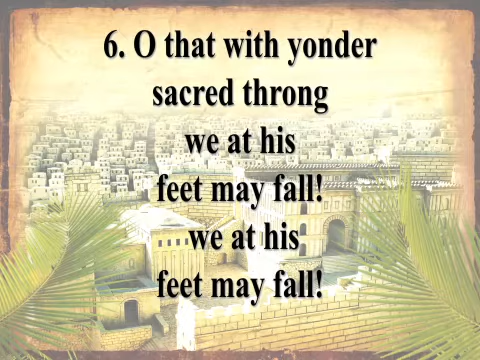 6. O that with yonder
sacred throng
we at his
feet may fall!
we at his
feet may fall!